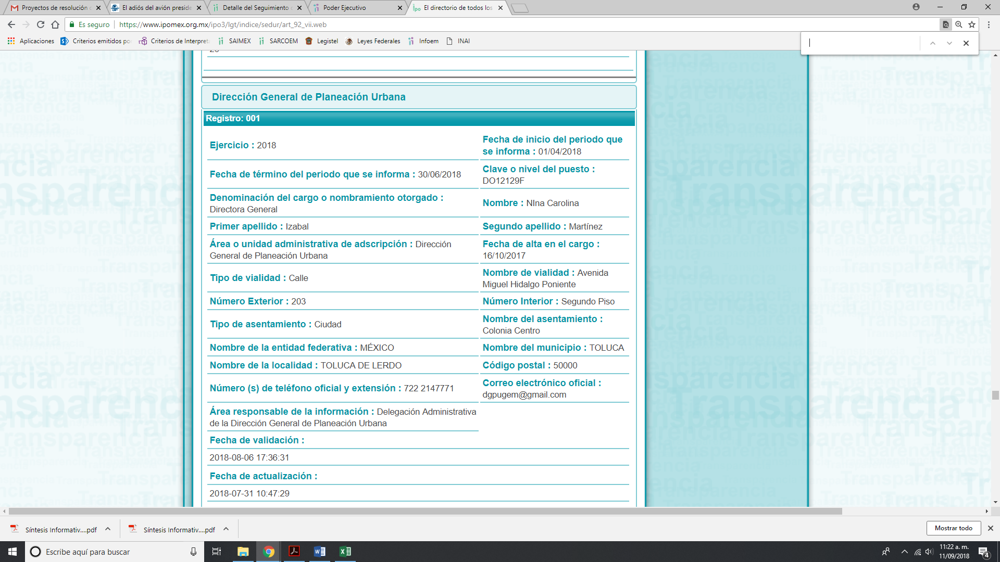 Proyectos de resolución
El adiós del avión preside
Detalle del Seguimiento
Poder Ejecutivo
El directorio de todos los
Es seguro
https://www.ipomex.org.mx/ipo3/lgt/indice/sedur/art_92_vii.web
Aplicaciones
Criterios emitidos po
Criterios de Interpret
SAIMEX
SARCOEM
Legistel
Leyes Federales
Infoem
INAI
Dirección General de Planeación Urbana
Registro: 001
Ejercicio : 2018
Fecha de inicio del periodo que
se informa : 01/04/2018
Fecha de término del periodo que se informa : 30/06/2018
Clave o nivel del puesto :
DO12129F
Denominación del cargo o nombramiento otorgado :
Directora General
Nombre : NIna Carolina
Primer apellido : Izabal
Segundo apellido : Martínez
Área o unidad administrativa de adscripción : Dirección
General de Planeación Urbana
Fecha de alta en el cargo :
16/10/2017
Tipo de vialidad : Calle
Nombre de vialidad : Avenida
Miguel Hidalgo Poniente
Número Exterior : 203
Número Interior : Segundo Piso
Tipo de asentamiento : Ciudad
Nombre del asentamiento :
Colonia Centro
Nombre de la entidad federativa : MÉXICO
Nombre del municipio : TOLUCA
Nombre de la localidad : TOLUCA DE LERDO
Código postal : 50000
Número (s) de teléfono oficial y extensión : 722 2147771
Correo electrónico oficial :
dgpugem@gmail.com
Área responsable de la información : Delegación Administrativa
de la Dirección General de Planeación Urbana
Fecha de validación :
2018-08-06 17:36:31
Fecha de actualización :
2018-07-31 10:47:29
Síntesis Informativ....pdf
Síntesis Informativ....pdf
Mostrar todo
Escribe aquí para buscar
11:22 a. m.
11/09/2018
4